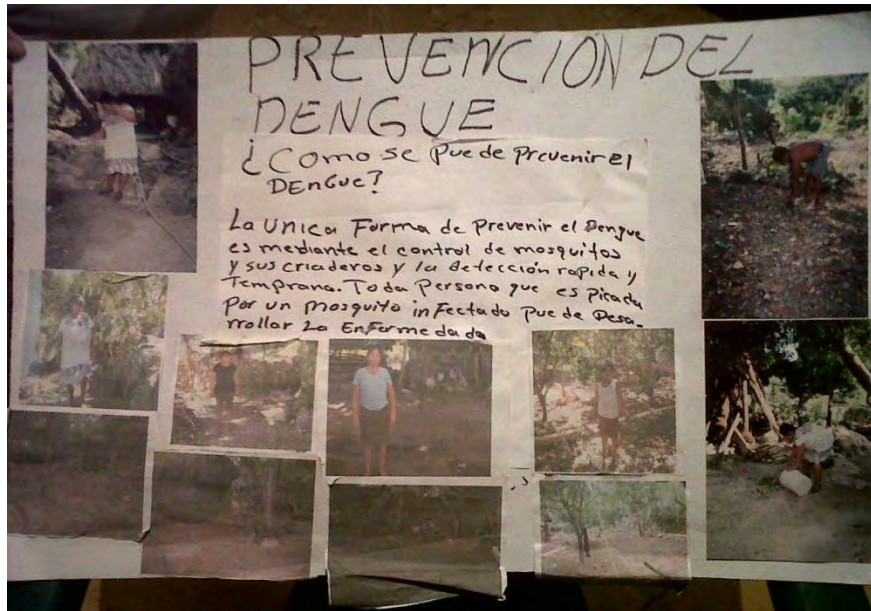 PREVENCION DEL
DENGUE
¿Como se Puede Prevenir el
DEnGue?
La UNICa Forma de Prevenir el Dengue
es mediante el control de mosquitos
y sus criaderos y la detección rapida y
Temprana. Toda Persona que es Picada
Por un mosquito infectado Puede Desa-
rrollar La Enfermedad